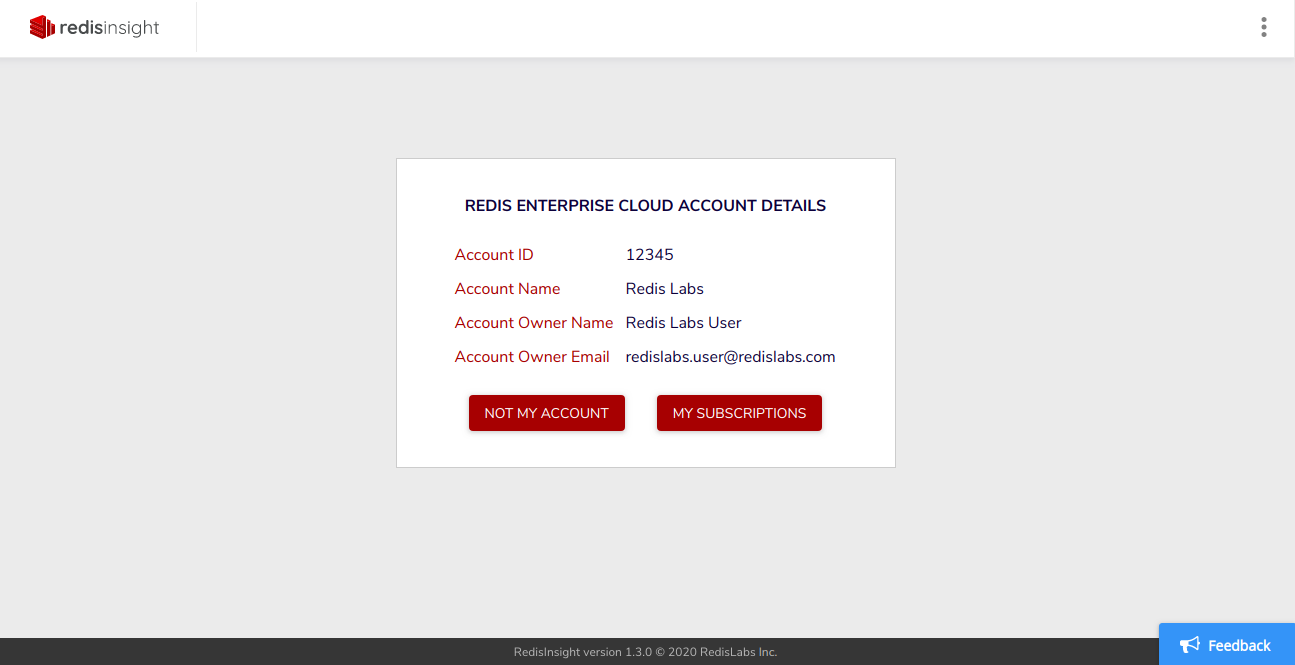 redisinsight
REDIS ENTERPRISE CLOUD ACCOUNT DETAILS
Account ID 12345
Account Name Redis Labs
Account Owner Name Redis Labs User
Account Owner Email redislabs.user@redislabs.com
NOT MY ACCOUNT MY SUBSCRIPTIONS
RedisInsight version 1.3.0 © 2020 RedisLabs Inc.
Feedback